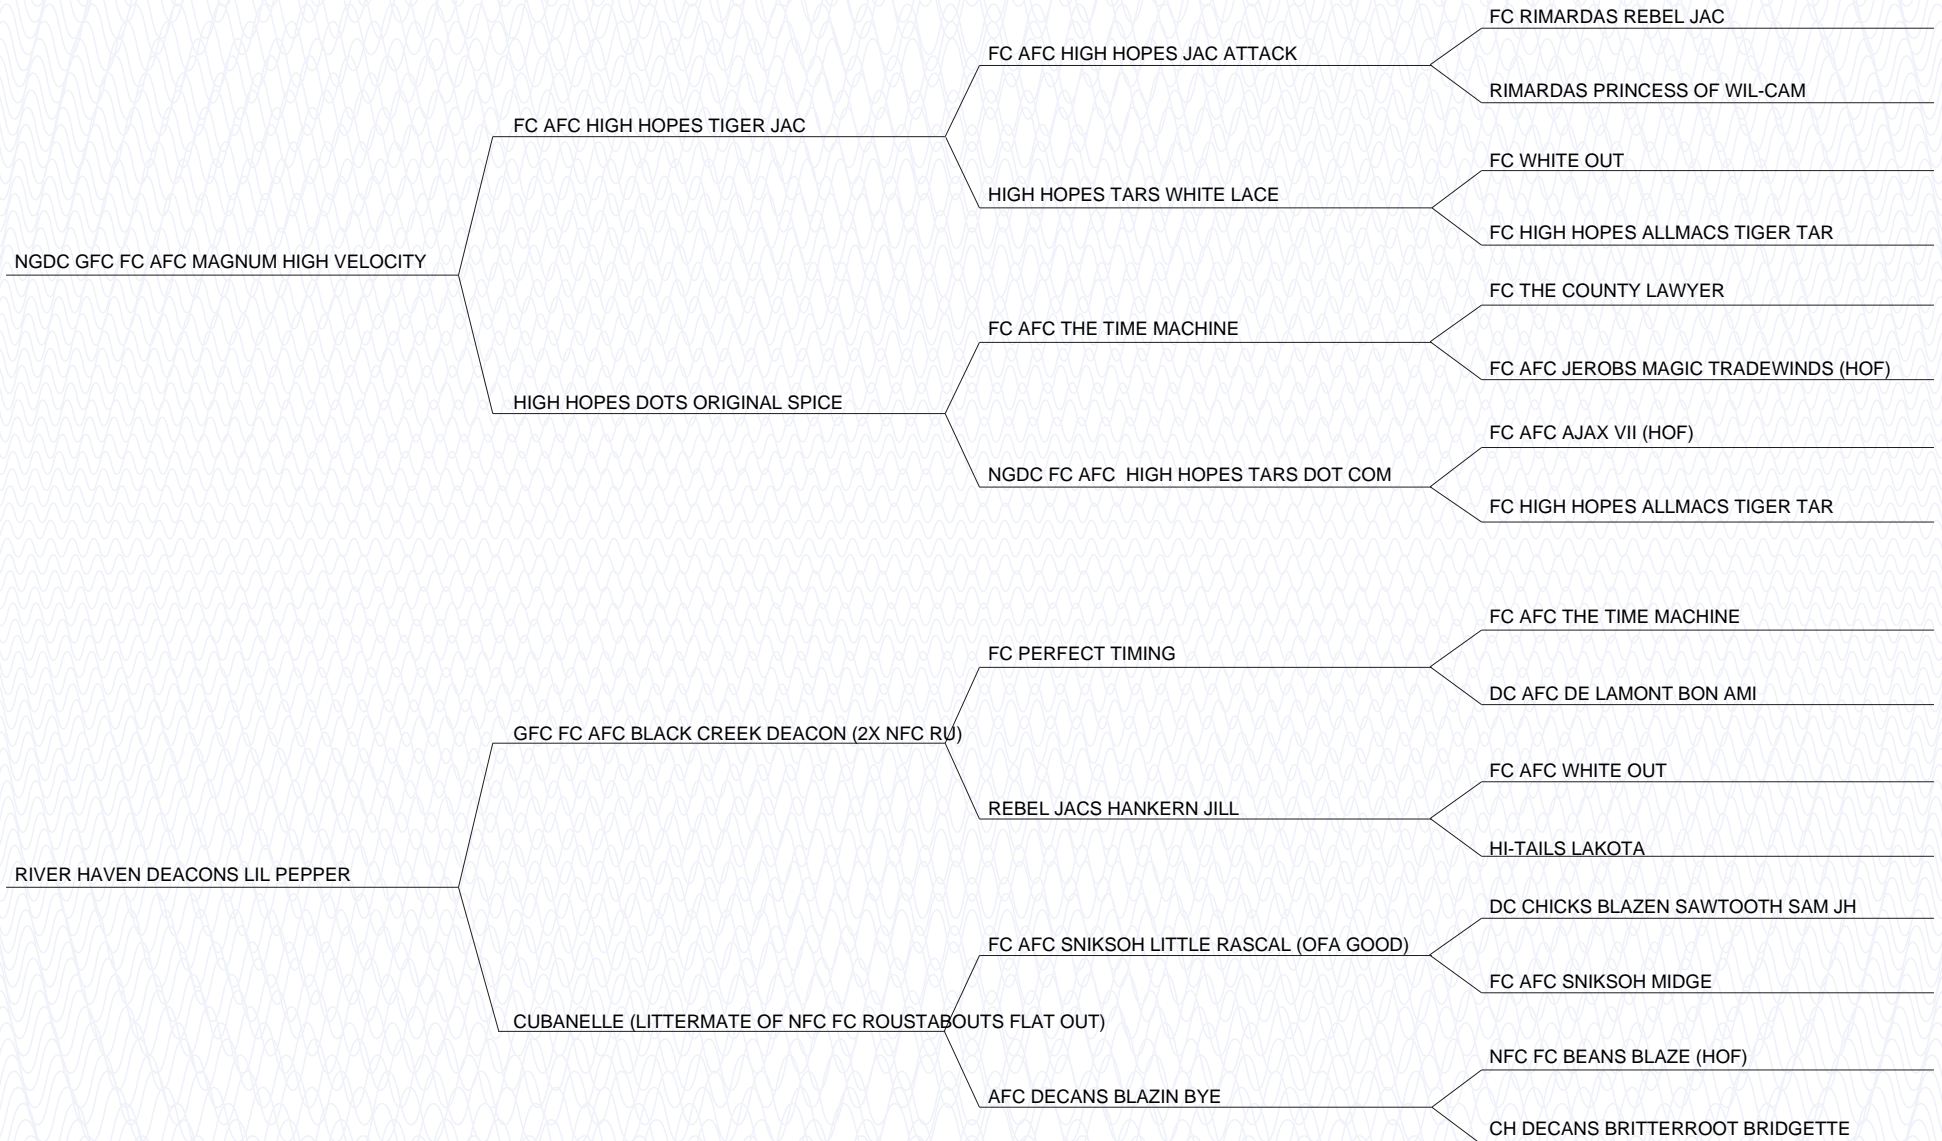 FC RIMARDAS REBEL JAC
FC AFC HIGH HOPES JAC ATTACK
RIMARDAS PRINCESS OF WIL-CAM
FC AFC HIGH HOPES TIGER JAC
FC WHITE OUT
HIGH HOPES TARS WHITE LACE
FC HIGH HOPES ALLMACS TIGER TAR
NGDC GFC FC AFC MAGNUM HIGH VELOCITY
FC THE COUNTY LAWYER
FC AFC THE TIME MACHINE
FC AFC JEROBS MAGIC TRADEWINDS (HOF)
HIGH HOPES DOTS ORIGINAL SPICE
FC AFC AJAX VII (HOF)
NGDC FC AFC  HIGH HOPES TARS DOT COM
FC HIGH HOPES ALLMACS TIGER TAR
FC AFC THE TIME MACHINE
FC PERFECT TIMING
DC AFC DE LAMONT BON AMI
GFC FC AFC BLACK CREEK DEACON (2X NFC RU)
FC AFC WHITE OUT
REBEL JACS HANKERN JILL
HI-TAILS LAKOTA
RIVER HAVEN DEACONS LIL PEPPER
DC CHICKS BLAZEN SAWTOOTH SAM JH
FC AFC SNIKSOH LITTLE RASCAL (OFA GOOD)
FC AFC SNIKSOH MIDGE
CUBANELLE (LITTERMATE OF NFC FC ROUSTABOUTS FLAT OUT)
NFC FC BEANS BLAZE (HOF)
AFC DECANS BLAZIN BYE
CH DECANS BRITTERROOT BRIDGETTE